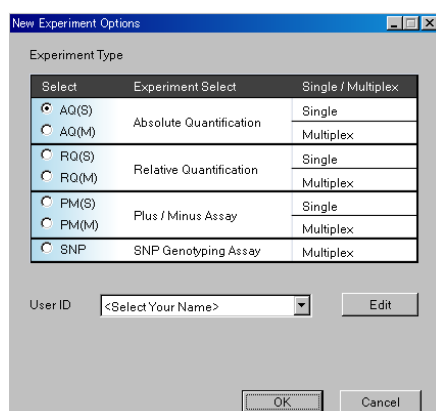 New Experiment Options
Experiment Type
Select Experiment Select Single / Multiplex
AQ(S) Absolute Quantification Single
AQ(M) Multiplex
RQ(S) Relative Quantification Single
RQ(M) Multiplex
PM(S) Plus / Minus Assay Single
PM(M) Multiplex
SNP SNP Genotyping Assay Multiplex
User ID <Select Your Name> Edit
OK Cancel